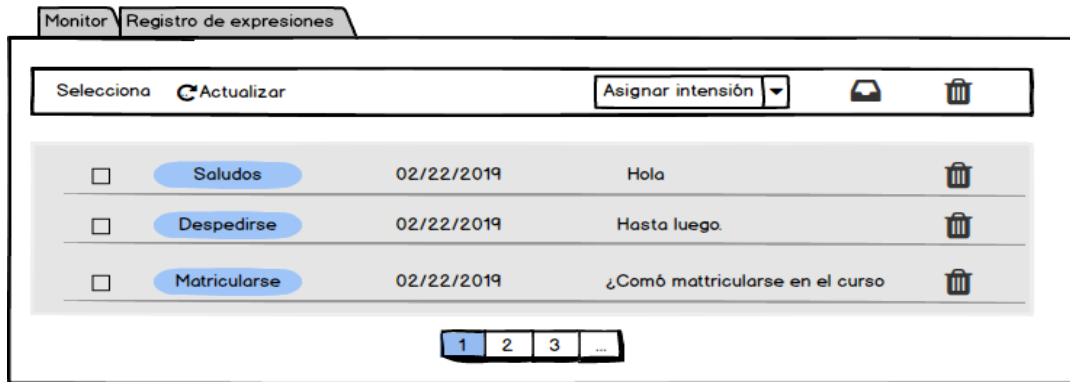 Monitor Registro de expresiones
Selecciona Actualizar Asignar intensión
Saludos 02/22/2019 Hola
Despedirse 02/22/2019 Hasta luego.
Matricularse 02/22/2019 ¿Comó mattricularse en el curso
1 2 3 ...